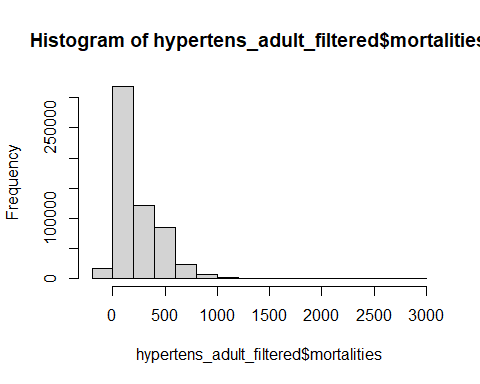 Histogram of hypertens_adult_filtered$mortalities
Frequency
0 100000 250000
0 500 1000 1500 2000 2500 3000
hypertens_adult_filtered$mortalities